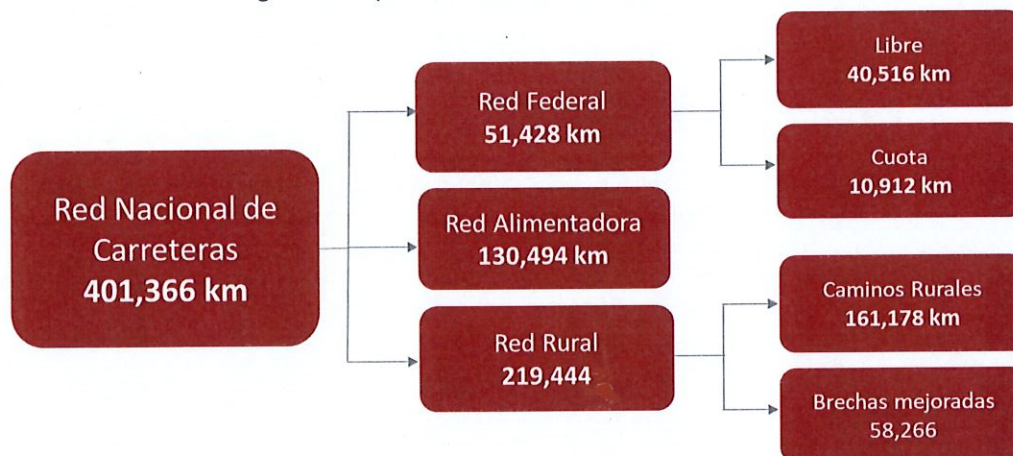 Red Nacional de
Carreteras
401,366 km
Red Federal
51,428 km
Libre
40,516 km
Cuota
10,912 km
Red Alimentadora
130,494 km
Red Rural
219,444
Caminos Rurales
161,178 km
Brechas mejoradas
58,266